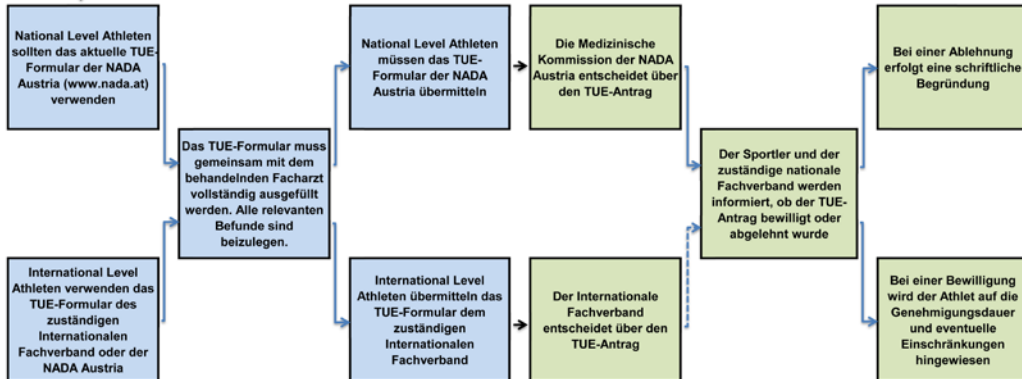 National Level Athleten
sollten das aktuelle TUE-
Formular der NADA
Austria (www.nada.at)
verwenden
National Level Athleten
müssen das TUE-
Formular der NADA
Austria übermitteln
Die Medizinische
Kommission der NADA
Austria entscheidet über
den TUE-Antrag
Bei einer Ablehnung
erfolgt eine schriftliche
Begründung
Das TUE-Formular muss
gemeinsam mit dem
behandelnden Facharzt
vollständig ausgefüllt
werden. Alle relevanten
Befunde sind
beizulegen.
Der Sportler und der
zuständige nationale
Fachverband werden
informiert, ob der TUE-
Antrag bewilligt oder
abgelehnt wurde
International Level
Athleten verwenden das
TUE-Formular des
zuständigen
Internationalen
Fachverband oder der
NADA Austria
International Level
Athleten übermitteln das
TUE-Formular dem
zuständigen
Internationalen
Fachverband
Der Internationale
Fachverband
entscheidet über den
TUE-Antrag
Bei einer Bewilligung
wird der Athlet auf die
Genehmigungsdauer
und eventuelle
Einschränkungen
hingewiesen